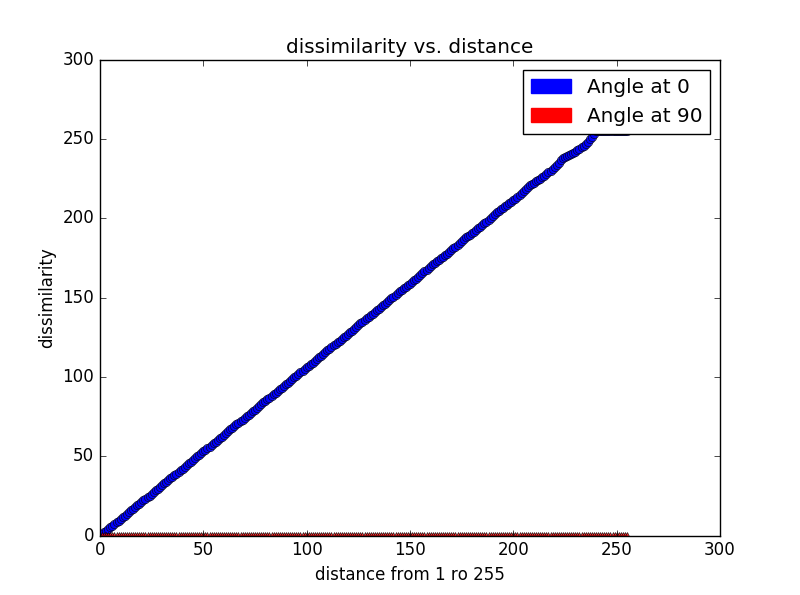 dissimilarity vs. distance
300
250
200
150
100
50
0
dissimilarity
Angle at 0
Angle at 90
0 50 100 150 200 250 300
distance from 1 ro 255